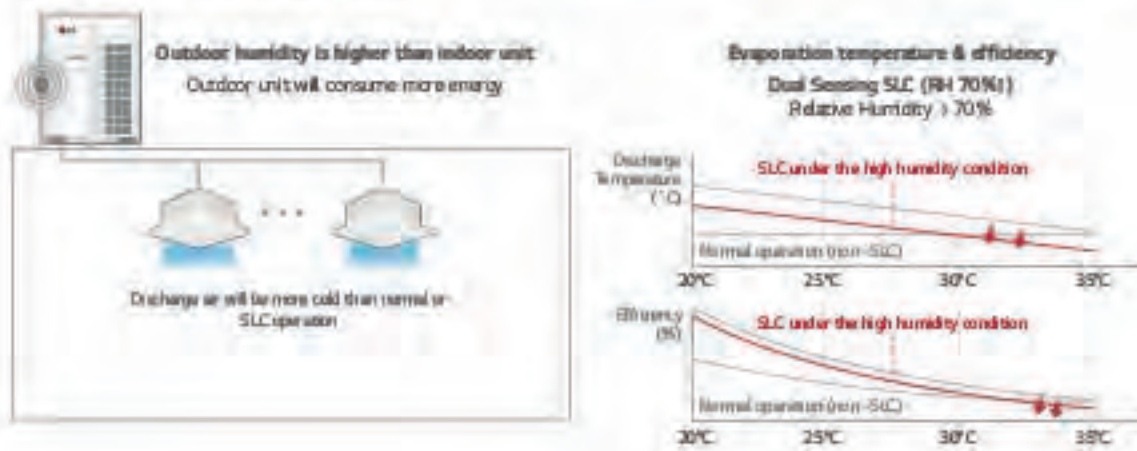 Outdoor humidity is higher than indoor unit
Outdoor unit will consume more energy
Discharge air will be more cold than normal or
SLC operation
Evaporation temperature & efficiency
Dual Sensing SLC (RH 70%↑)
Relative Humidity > 70%
Discharge
Temperature
(°C)
SLC under the high humidity condition
Normal operation (non-SLC)
20°C 25°C 30°C 35°C
Efficiency
(%)
SLC under the high humidity condition
Normal operation (non-SLC)
20°C 25°C 30°C 35°C